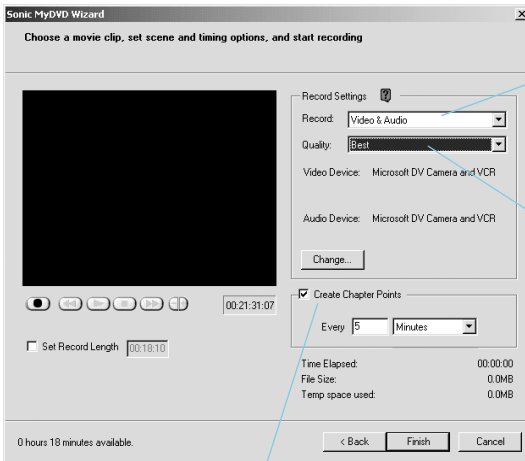 Sonic MyDVD Wizard
Choose a movie clip, set scene and timing options, and start recording
Record Settings
Record: Video & Audio
Quality: Best
Video Device: Microsoft DV Camera and VCR
Audio Device: Microsoft DV Camera and VCR
Change...
00:21:31:07
Create Chapter Points
Every 5 Minutes
Set Record Length 00:18:10
Time Elapsed: 00:00:00
File Size: 0.0MB
Temp space used: 0.0MB
0 hours 18 minutes available.
< Back Finish Cancel